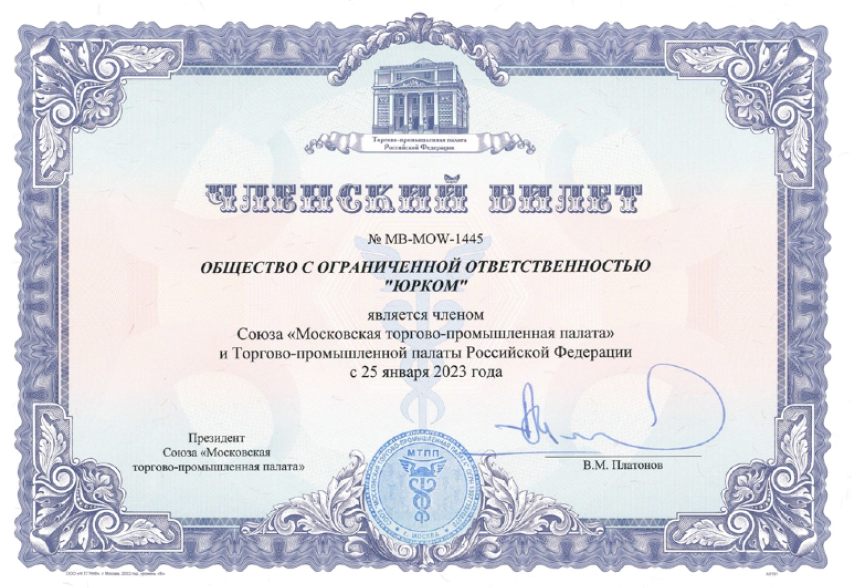 Торгово-промышленная палата
Российской Федерации
ЧЛЕНСКИЙ БИЛЕТ
№ МВ-MOW-1445
ОБЩЕСТВО С ОГРАНИЧЕННОЙ ОТВЕТСТВЕННОСТЬЮ
"ЮРКОМ"
является членом
Союза «Московская торгово-промышленная палата»
и Торгово-промышленной палаты Российской Федерации
с 25 января 2023 года
Президент
Союза «Московская
торгово-промышленная палата»
В.М. Платонов
МТПП
МОСКВА